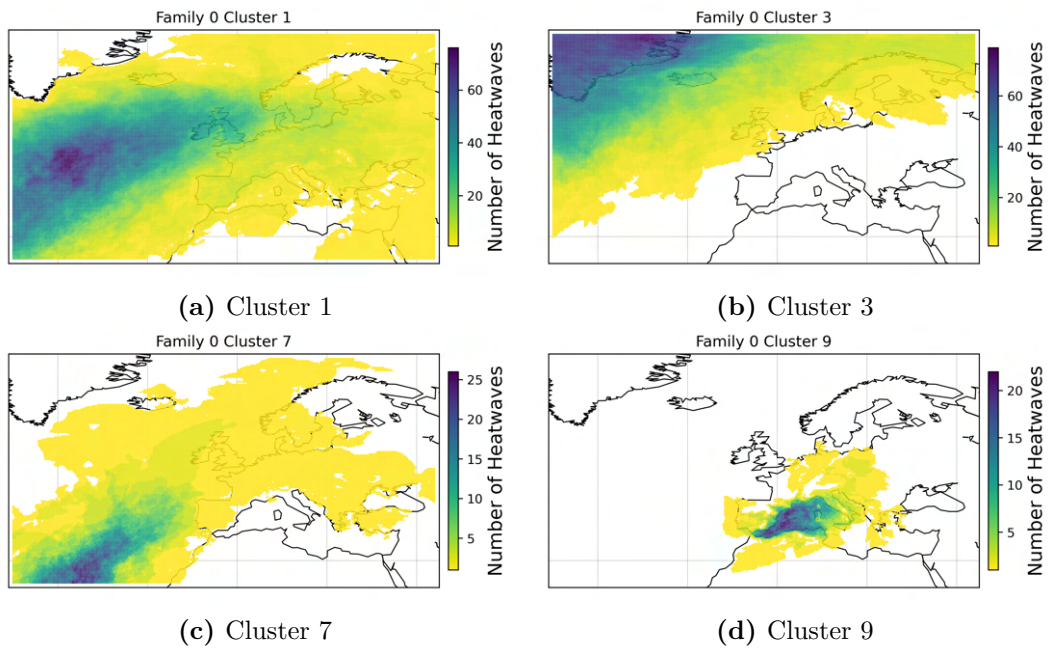 Family 0 Cluster 1
60
40
20
Number of Heatwaves
(a) Cluster 1
Family 0 Cluster 3
60
40
20
Number of Heatwaves
(b) Cluster 3
Family 0 Cluster 7
25
20
15
10
5
Number of Heatwaves
(c) Cluster 7
Family 0 Cluster 9
20
15
10
5
Number of Heatwaves
(d) Cluster 9